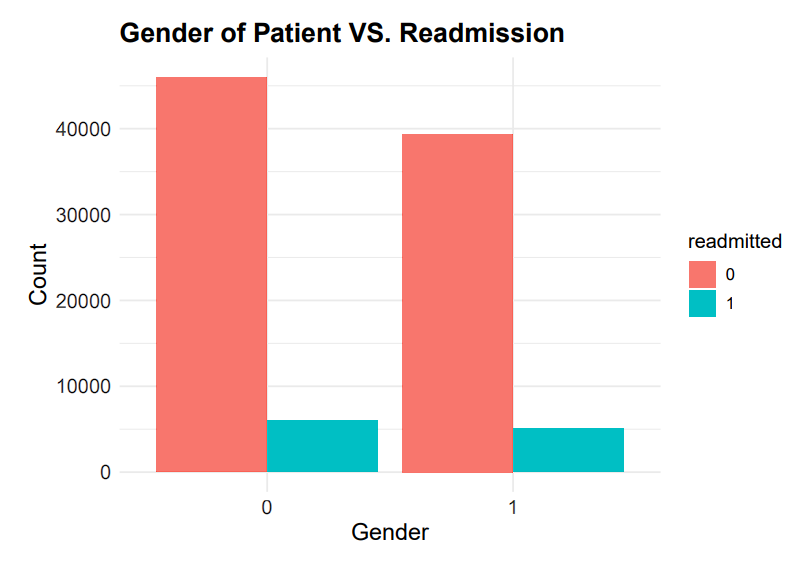 Gender of Patient VS. Readmission
40000
30000
20000
10000
0
Count
0 1
Gender
readmitted
0
1